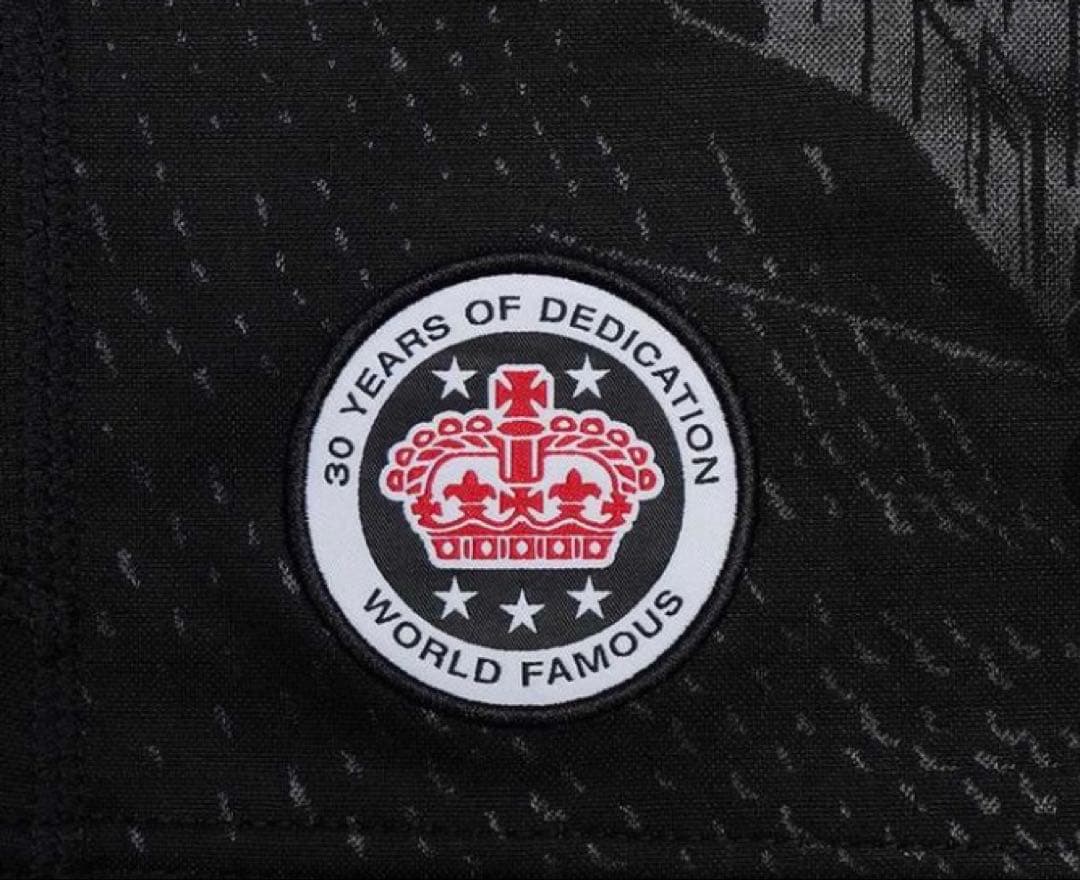 30 YEARS OF DEDICATION
WORLD FAMOUS